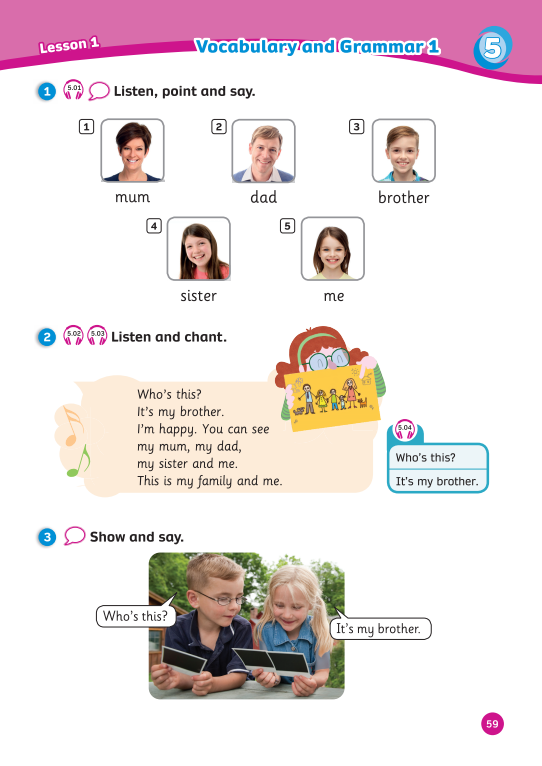 Lesson 1
Vocabulary and Grammar 1
5
1 5.01 Listen, point and say.
1
2
3
mum
dad
brother
4
5
sister
me
2 5.02 5.03 Listen and chant.
Who's this?
It's my brother.
I'm happy. You can see
my mum, my dad,
my sister and me.
This is my family and me.
5.04
Who's this?
It's my brother.
3 Show and say.
Who's this?
It's my brother.
59